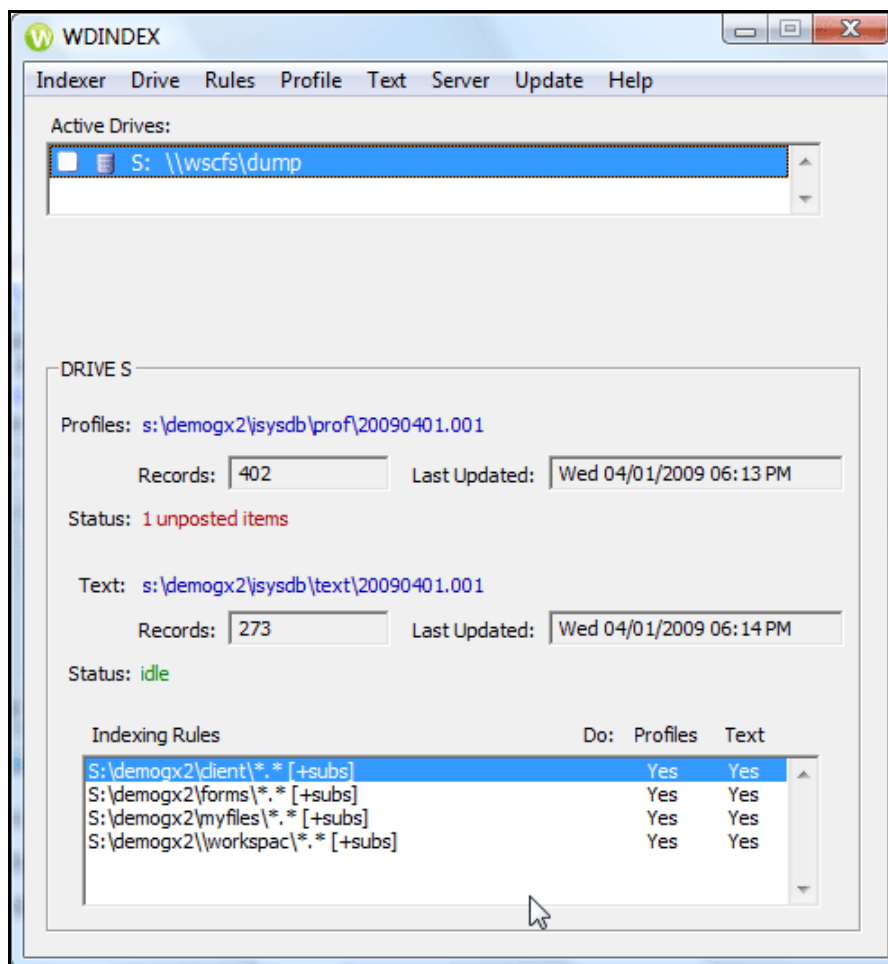 WDINDEX
Indexer Drive Rules Profile Text Server Update Help
Active Drives:
S: \\wscfs\dump
DRIVE S
Profiles: s:\demogx2\isysdb\prof\20090401.001
Records: 402 Last Updated: Wed 04/01/2009 06:13 PM
Status: 1 unposted items
Text: s:\demogx2\isysdb\text\20090401.001
Records: 273 Last Updated: Wed 04/01/2009 06:14 PM
Status: idle
Indexing Rules Do: Profiles Text
S:\demogx2\client\*.* [+subs] Yes Yes
S:\demogx2\forms\*.* [+subs] Yes Yes
S:\demogx2\myfiles\*.* [+subs] Yes Yes
S:\demogx2\\workspac\*.* [+subs] Yes Yes